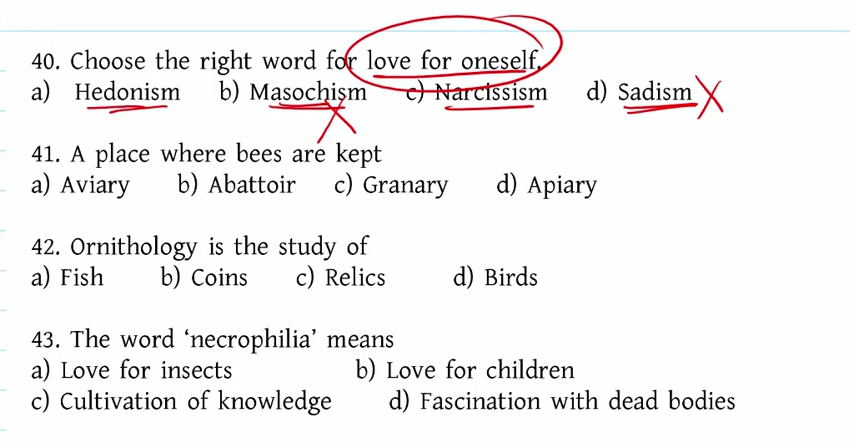 40. Choose the right word for love for oneself.
a) Hedonism b) Masochism c) Narcissism d) Sadism
41. A place where bees are kept
a) Aviary b) Abattoir c) Granary d) Apiary
42. Ornithology is the study of
a) Fish b) Coins c) Relics d) Birds
43. The word ‘necrophilia’ means
a) Love for insects b) Love for children
c) Cultivation of knowledge d) Fascination with dead bodies